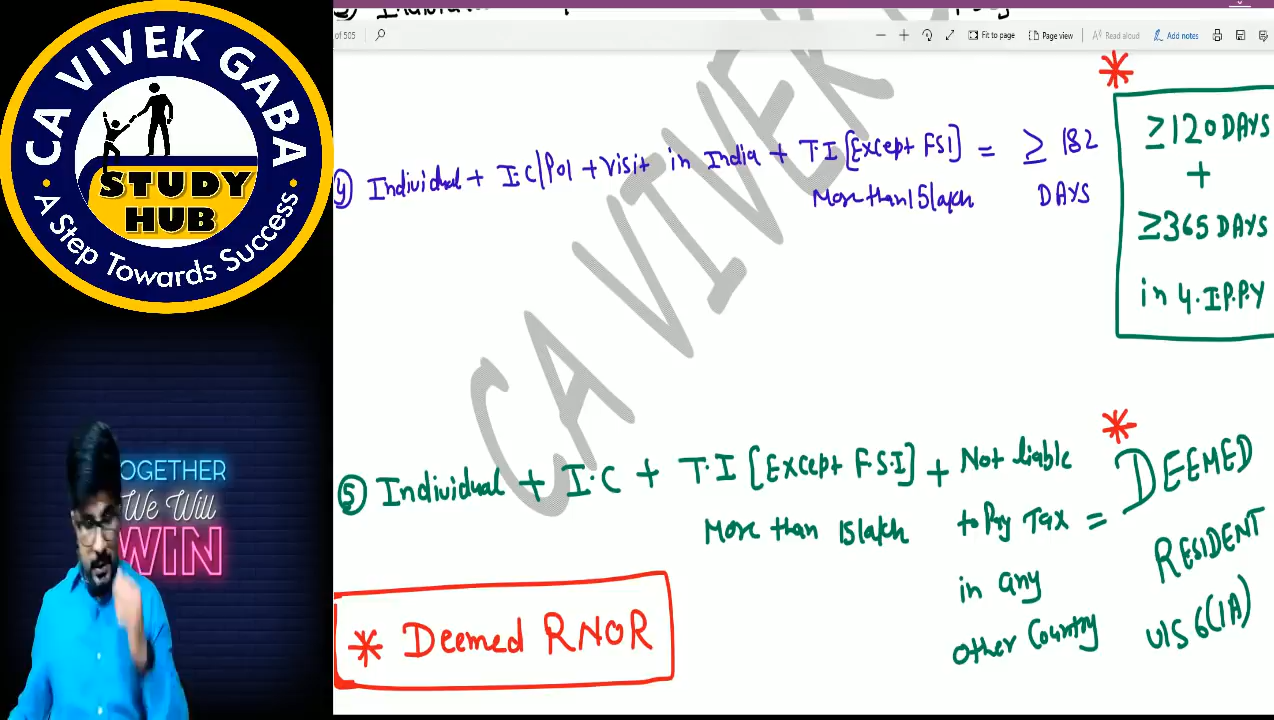 CA VIVEK GABA
STUDY
HUB
A Step Towards Success
TOGETHER
We Will
WIN
of 505
Fit to page
Page view
Read aloud
Add notes
CA VIVEK
④ Individual + I.C/POI + visit in India + T.I [Except FSI] = ≥ 182
More than 15 lakh DAYS
≥120 DAYS
+
≥365 DAYS
in 4.I.P.P.Y
⑤ Individual + I.C + T.I [Except F.S.I] + Not liable
More than 15 lakh to Pay Tax =
in any
other Country
DEEMED
RESIDENT
U/S 6(1A)
* Deemed RNOR